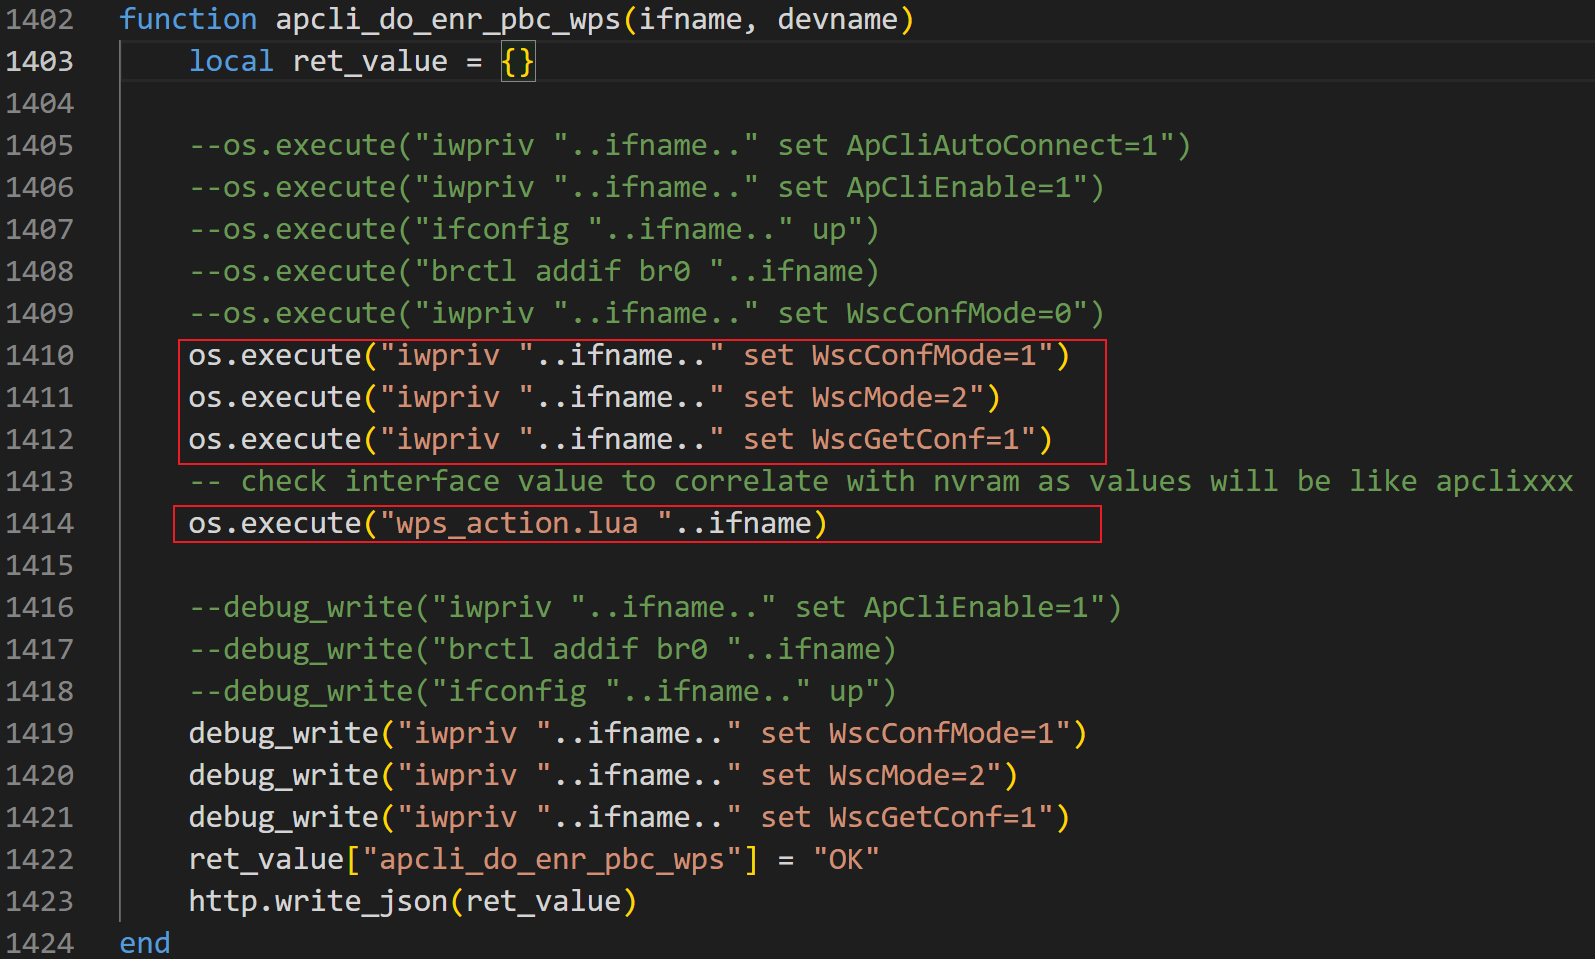 1402 function apcli_do_enr_pbc_wps(ifname, devname)
1403     local ret_value = {}
1404
1405     --os.execute("iwpriv "..ifname.." set ApCliAutoConnect=1")
1406     --os.execute("iwpriv "..ifname.." set ApCliEnable=1")
1407     --os.execute("ifconfig "..ifname.." up")
1408     --os.execute("brctl addif br0 "..ifname)
1409     --os.execute("iwpriv "..ifname.." set WscConfMode=0")
1410     os.execute("iwpriv "..ifname.." set WscConfMode=1")
1411     os.execute("iwpriv "..ifname.." set WscMode=2")
1412     os.execute("iwpriv "..ifname.." set WscGetConf=1")
1413     -- check interface value to correlate with nvram as values will be like apclixxx
1414     os.execute("wps_action.lua "..ifname)
1415
1416     --debug_write("iwpriv "..ifname.." set ApCliEnable=1")
1417     --debug_write("brctl addif br0 "..ifname)
1418     --debug_write("ifconfig "..ifname.." up")
1419     debug_write("iwpriv "..ifname.." set WscConfMode=1")
1420     debug_write("iwpriv "..ifname.." set WscMode=2")
1421     debug_write("iwpriv "..ifname.." set WscGetConf=1")
1422     ret_value["apcli_do_enr_pbc_wps"] = "OK"
1423     http.write_json(ret_value)
1424 end